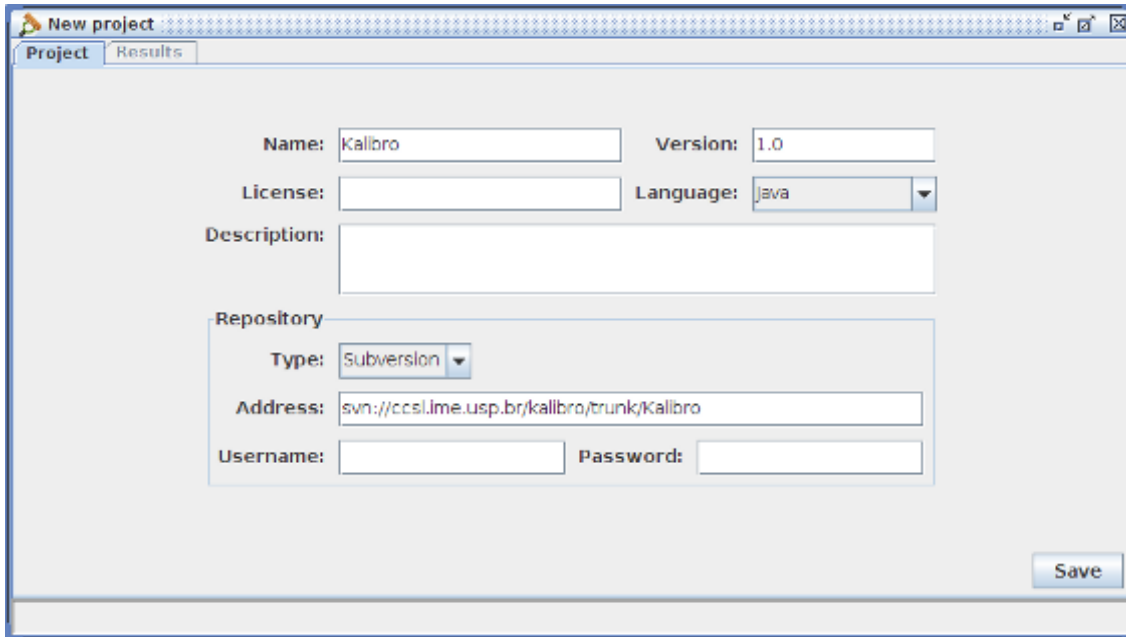 New project
Project Results
Name: Kalibro Version: 1.0
License: Language: Java
Description:
Repository
Type: Subversion
Address: svn://ccsl.ime.usp.br/kalibro/trunk/Kalibro
Username: Password:
Save